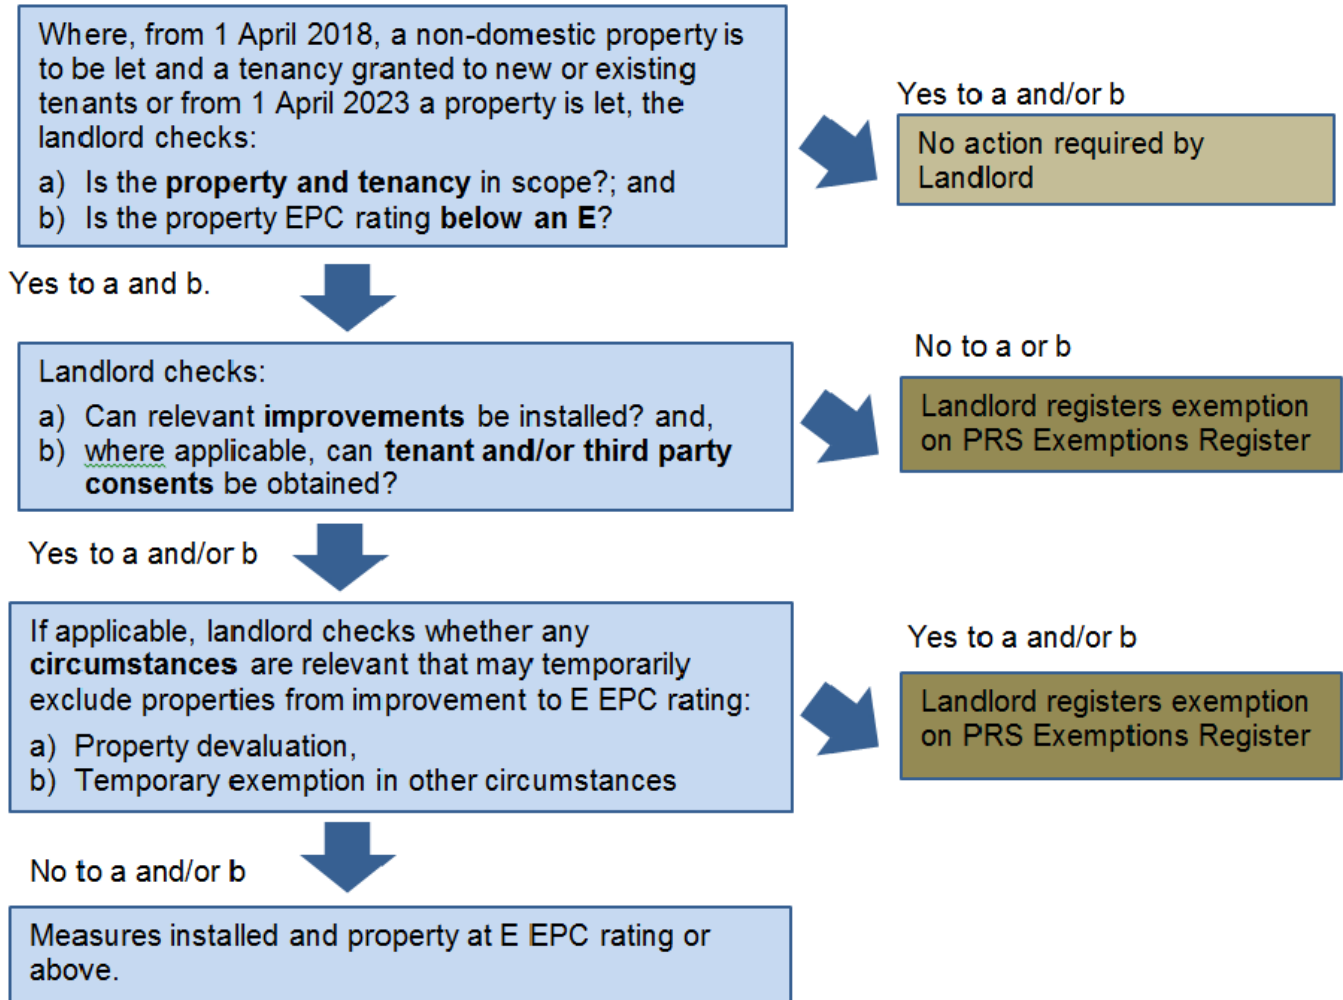 Where, from 1 April 2018, a non-domestic property is
to be let and a tenancy granted to new or existing
tenants or from 1 April 2023 a property is let, the
landlord checks:
a) Is the property and tenancy in scope?; and
b) Is the property EPC rating below an E?
Yes to a and/or b
No action required by
Landlord
Yes to a and b.
Landlord checks:
a) Can relevant improvements be installed? and,
b) where applicable, can tenant and/or third party
consents be obtained?
No to a or b
Landlord registers exemption
on PRS Exemptions Register
Yes to a and/or b
If applicable, landlord checks whether any
circumstances are relevant that may temporarily
exclude properties from improvement to E EPC rating:
a) Property devaluation,
b) Temporary exemption in other circumstances
Yes to a and/or b
Landlord registers exemption
on PRS Exemptions Register
No to a and/or b
Measures installed and property at E EPC rating or
above.